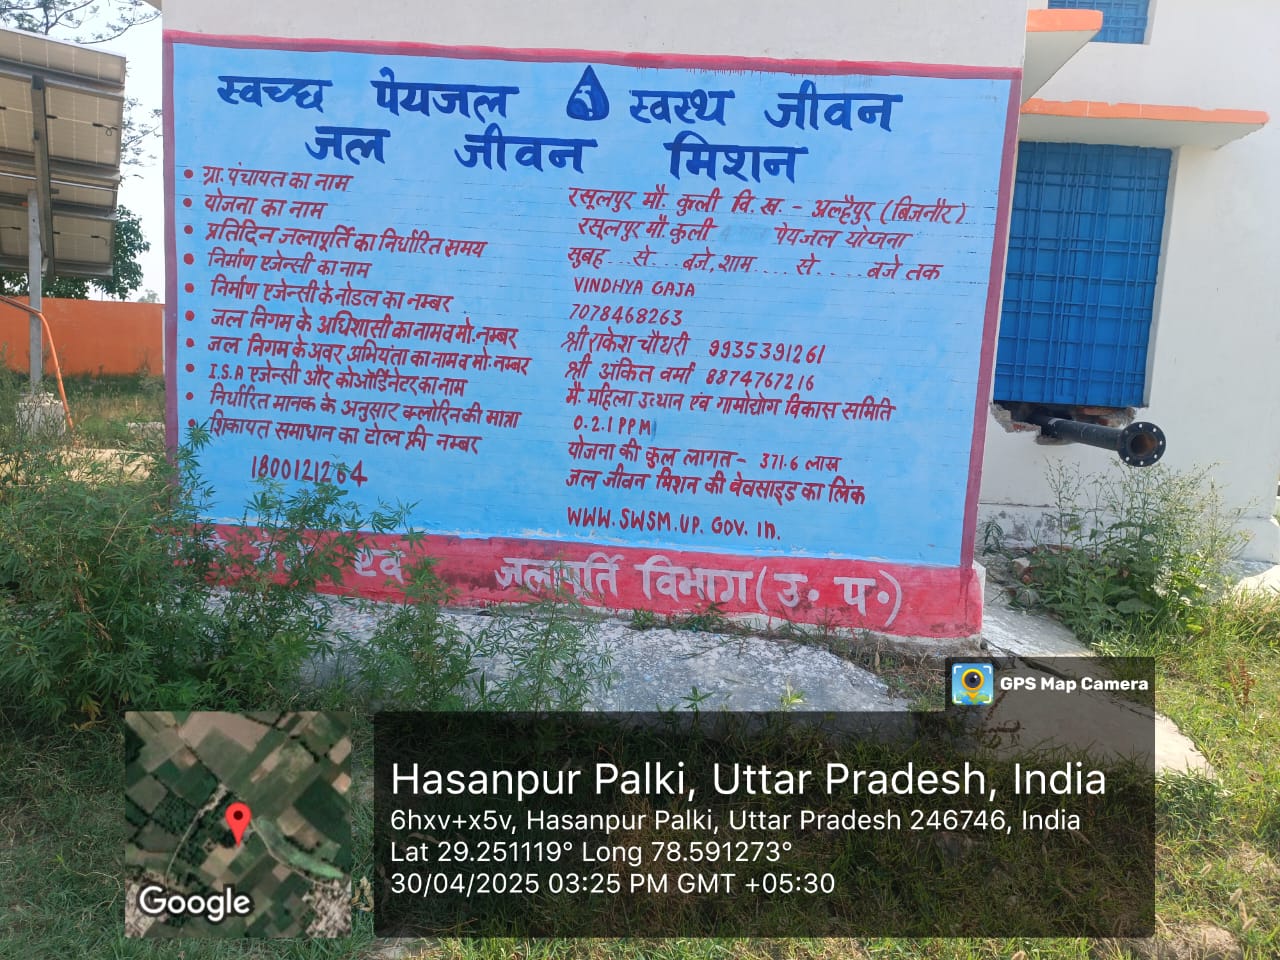 स्वच्छ पेयजल स्वस्थ जीवन
जल जीवन मिशन
• ग्रा. पंचायत का नाम रसूलपुर मौ. कुली वि. ख. - अल्हैपुर (बिजनौर)
• योजना का नाम रसूलपुर मौ. कुली पेयजल योजना
• प्रतिदिन जलापूर्ति का निर्धारित समय सुबह ... से ... बजे, शाम .... से ..... बजे तक
• निर्माण एजेन्सी का नाम VINDHYA GAJA
• निर्माण एजेन्सी के नोडल का नम्बर 7078468263
• जल निगम के अधिशासी का नाम व मो. नम्बर श्री राकेश चौधरी 9935391261
• जल निगम के अवर अभियंता का नाम व मो. नम्बर श्री अंकित वर्मा 8874767216
• I.S.A एजेन्सी और कोऑर्डिनेटर का नाम मै. महिला उत्थान एंव गामोद्योग विकास समिति
• निर्धारित मानक के अनुसार क्लोरिन की मात्रा 0.2.1 PPM
• शिकायत समाधान का टोल फ्री नम्बर योजना की कुल लागत - 371.6 लाख
1800121264 जल जीवन मिशन की वेवसाइड का लिंक
WWW.SWSM.UP.GOV.in.
एंव जलापूर्ति विभाग (उ. प.)
GPS Map Camera
Hasanpur Palki, Uttar Pradesh, India
6hxv+x5v, Hasanpur Palki, Uttar Pradesh 246746, India
Lat 29.251119° Long 78.591273°
30/04/2025 03:25 PM GMT +05:30
Google